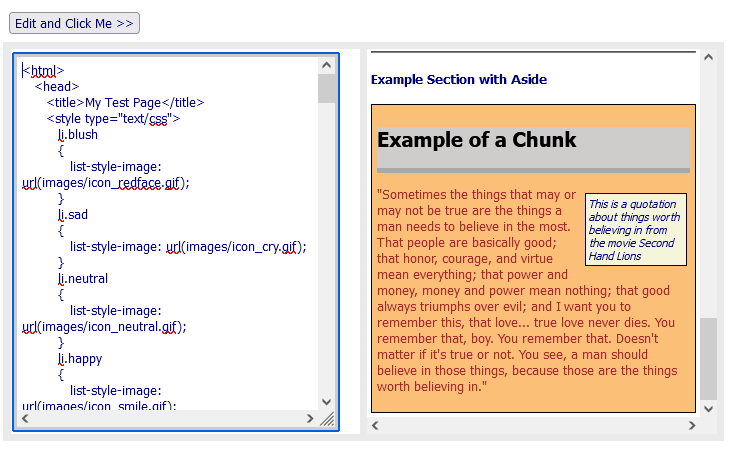 Edit and Click Me >>
<html>
<head>
<title>My Test Page</title>
<style type="text/css">
li.blush
{
list-style-image:
url(images/icon_redface.gif);
}
li.sad
{
list-style-image: url(images/icon_cry.gif);
}
li.neutral
{
list-style-image:
url(images/icon_neutral.gif);
}
li.happy
{
list-style-image:
url(images/icon_smile.gif);
Example Section with Aside
Example of a Chunk
"Sometimes the things that may or
may not be true are the things a
man needs to believe in the most.
That people are basically good;
that honor, courage, and virtue
mean everything; that power and
money, money and power mean nothing; that good
always triumphs over evil; and I want you to
remember this, that love... true love never dies. You
remember that, boy. You remember that. Doesn't
matter if it's true or not. You see, a man should
believe in those things, because those are the things
worth believing in."
This is a quotation
about things worth
believing in from
the movie Second
Hand Lions